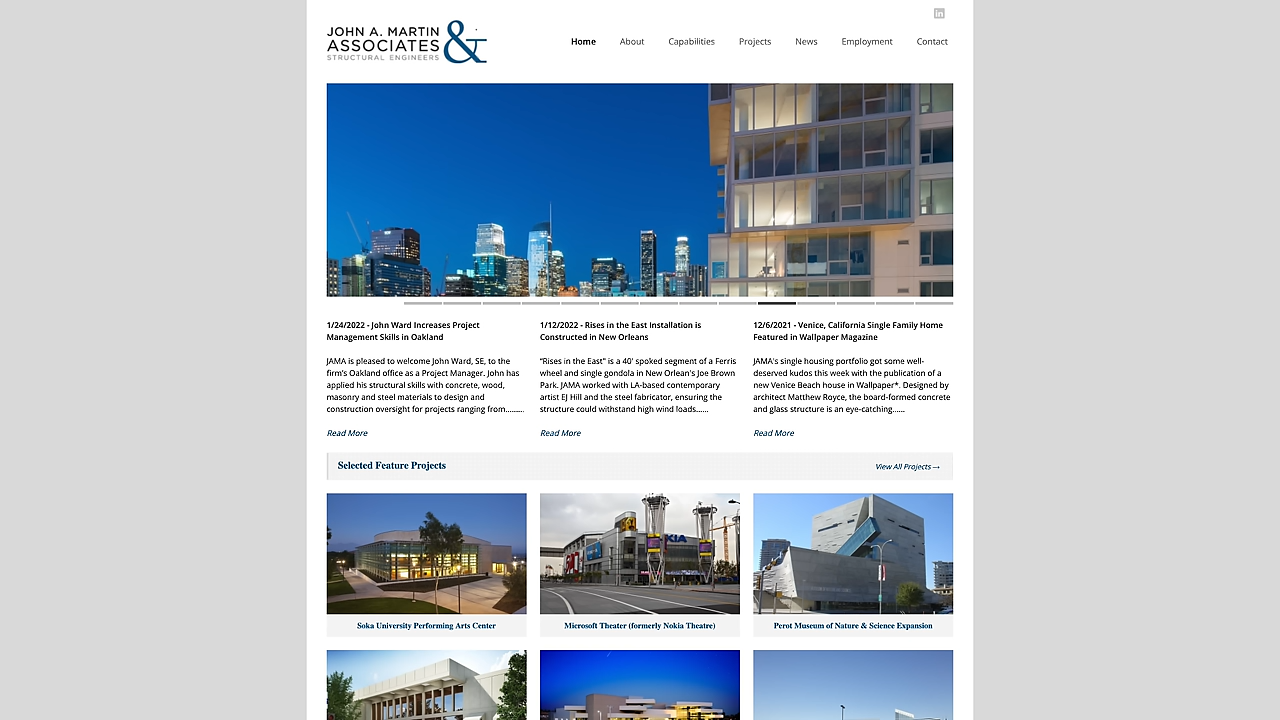 JOHN A. MARTIN
ASSOCIATES &
STRUCTURAL ENGINEERS
in
Home About Capabilities Projects News Employment Contact
1/24/2022 - John Ward Increases Project
Management Skills in Oakland
JAMA is pleased to welcome John Ward, SE, to the
firm's Oakland office as a Project Manager. John has
applied his structural skills with concrete, wood,
masonry and steel materials to design and
construction oversight for projects ranging from.........
Read More
1/12/2022 - Rises in the East Installation is
Constructed in New Orleans
"Rises in the East" is a 40' spoked segment of a Ferris
wheel and single gondola in New Orlean's Joe Brown
Park. JAMA worked with LA-based contemporary
artist EJ Hill and the steel fabricator, ensuring the
structure could withstand high wind loads......
Read More
12/6/2021 - Venice, California Single Family Home
Featured in Wallpaper Magazine
JAMA's single housing portfolio got some well-
deserved kudos this week with the publication of a
new Venice Beach house in Wallpaper*. Designed by
architect Matthew Royce, the board-formed concrete
and glass structure is an eye-catching......
Read More
Selected Feature Projects
View All Projects →
KIA
Soka University Performing Arts Center
Microsoft Theater (formerly Nokia Theatre)
Perot Museum of Nature & Science Expansion